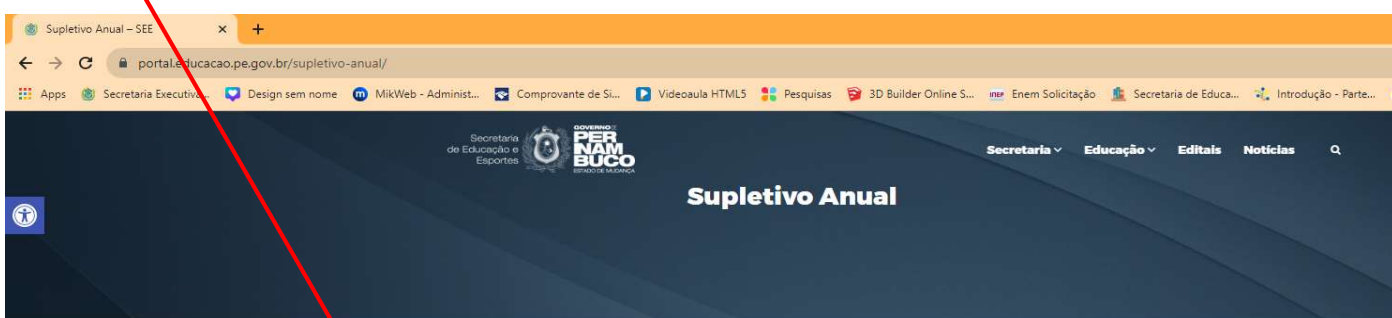 Supletivo Anual – SEE
portal.educacao.pe.gov.br/supletivo-anual/
Apps Secretaria Executiva... Design sem nome MikWeb - Administ... Comprovante de Si... Videoaula HTML5 Pesquisas 3D Builder Online S... INEP Enem Solicitação Secretaria de Educa... Introdução - Parte...
Secretaria
de Educação e
Esportes
GOVERNO
PER
NAM
BUCO
ESTADO DE MUDANÇA
Secretaria Educação Editais Notícias
Supletivo Anual